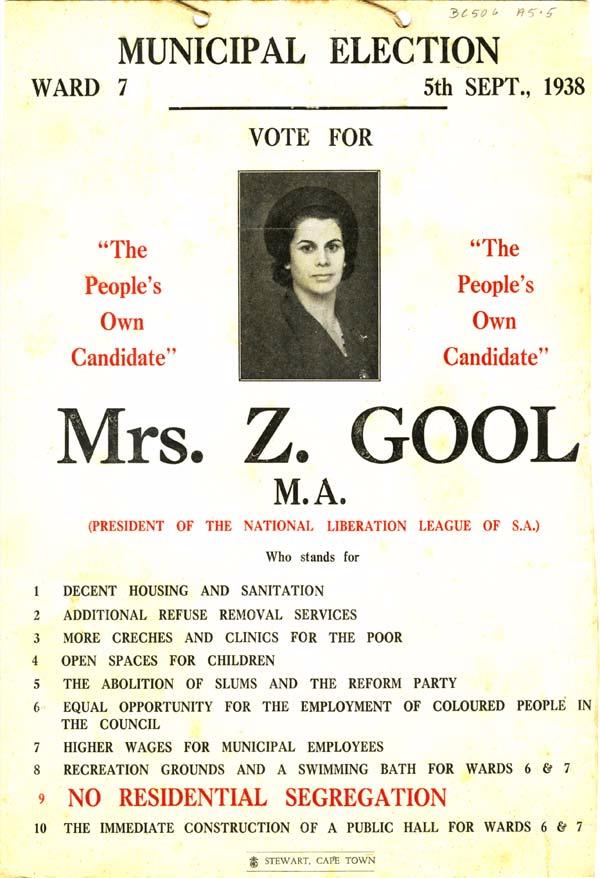 BC506 A5.5
MUNICIPAL ELECTION
WARD 7 5th SEPT., 1938
VOTE FOR
"The
People's
Own
Candidate"
"The
People's
Own
Candidate"
Mrs. Z. GOOL
M.A.
(PRESIDENT OF THE NATIONAL LIBERATION LEAGUE OF S.A.)
Who stands for
1 DECENT HOUSING AND SANITATION
2 ADDITIONAL REFUSE REMOVAL SERVICES
3 MORE CRECHES AND CLINICS FOR THE POOR
4 OPEN SPACES FOR CHILDREN
5 THE ABOLITION OF SLUMS AND THE REFORM PARTY
6 EQUAL OPPORTUNITY FOR THE EMPLOYMENT OF COLOURED PEOPLE IN
THE COUNCIL
7 HIGHER WAGES FOR MUNICIPAL EMPLOYEES
8 RECREATION GROUNDS AND A SWIMMING BATH FOR WARDS 6 & 7
9 NO RESIDENTIAL SEGREGATION
10 THE IMMEDIATE CONSTRUCTION OF A PUBLIC HALL FOR WARDS 6 & 7
STEWART, CAPE TOWN